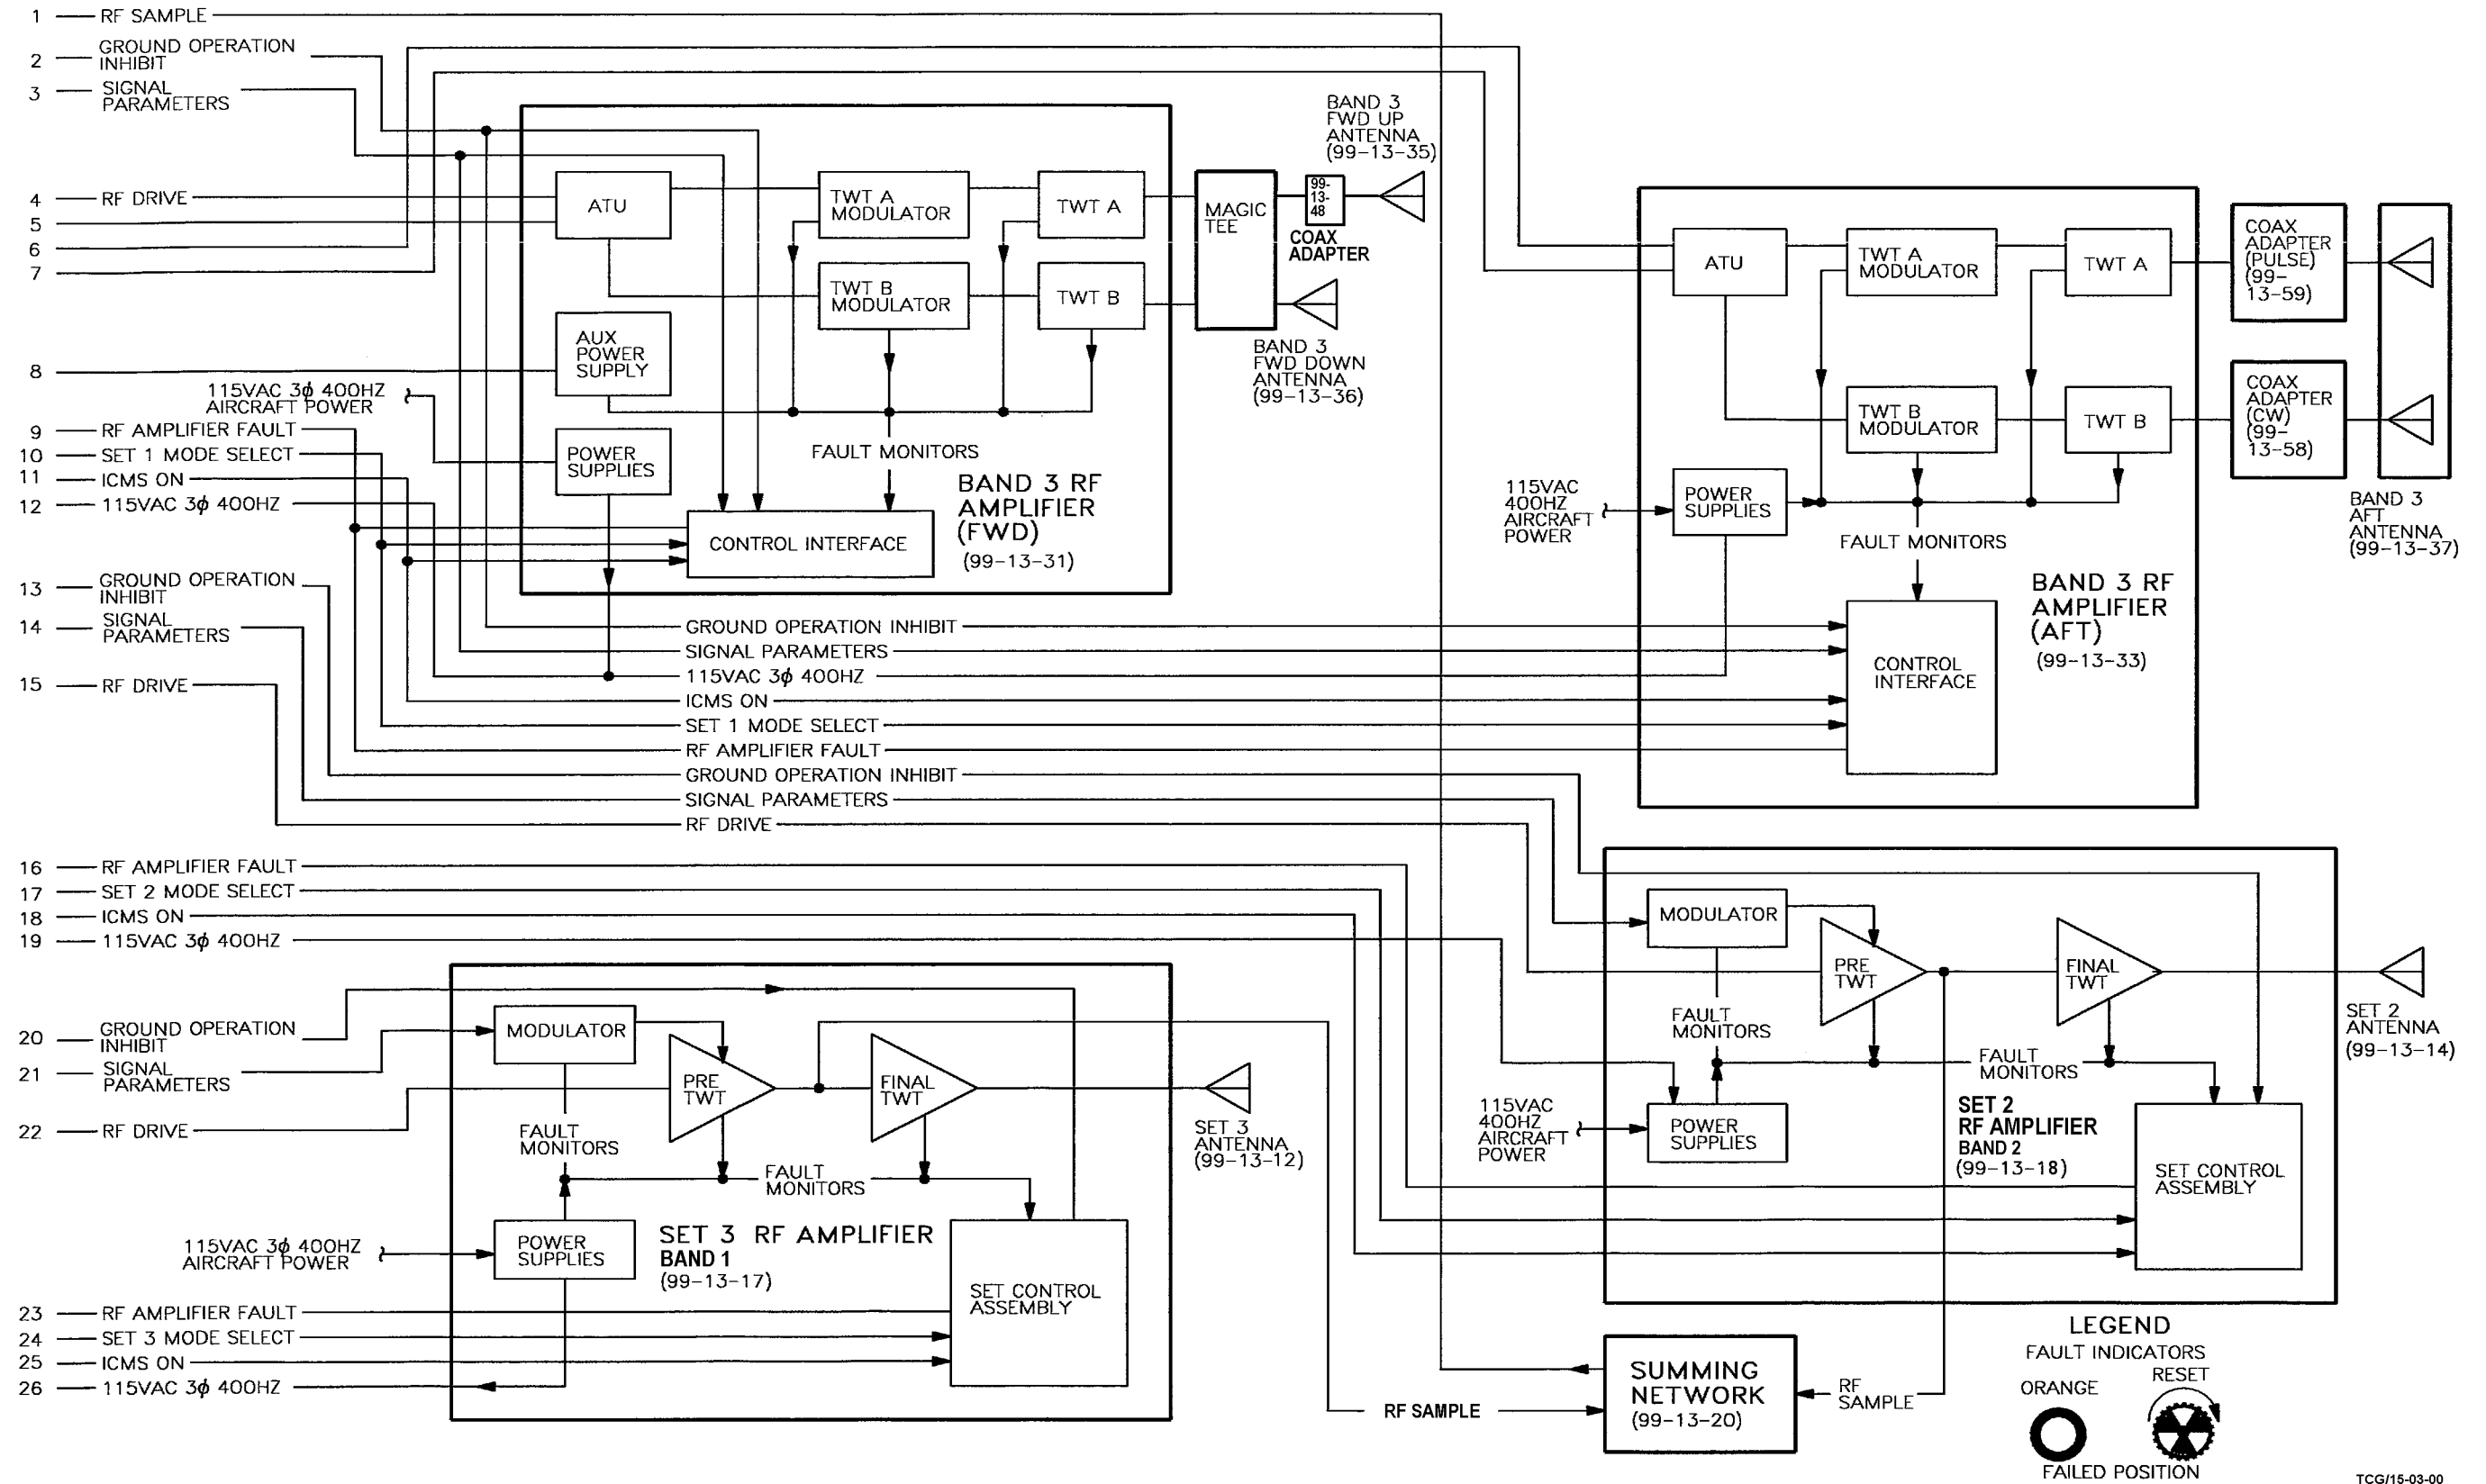 1 RF SAMPLE
2 GROUND OPERATION
INHIBIT
3 SIGNAL
PARAMETERS
4 RF DRIVE
5
6
7
8
115VAC 3ϕ 400HZ
AIRCRAFT POWER
9 RF AMPLIFIER FAULT
10 SET 1 MODE SELECT
11 ICMS ON
12 115VAC 3ϕ 400HZ
13 GROUND OPERATION
INHIBIT
14 SIGNAL
PARAMETERS
15 RF DRIVE
16 RF AMPLIFIER FAULT
17 SET 2 MODE SELECT
18 ICMS ON
19 115VAC 3ϕ 400HZ
20 GROUND OPERATION
INHIBIT
21 SIGNAL
PARAMETERS
22 RF DRIVE
115VAC 3ϕ 400HZ
AIRCRAFT POWER
23 RF AMPLIFIER FAULT
24 SET 3 MODE SELECT
25 ICMS ON
26 115VAC 3ϕ 400HZ
ATU
TWT A
MODULATOR
TWT A
TWT B
MODULATOR
TWT B
AUX
POWER
SUPPLY
POWER
SUPPLIES
FAULT MONITORS
CONTROL INTERFACE
BAND 3 RF
AMPLIFIER
(FWD)
(99-13-31)
MAGIC
TEE
99-
13-
48
COAX
ADAPTER
BAND 3
FWD UP
ANTENNA
(99-13-35)
BAND 3
FWD DOWN
ANTENNA
(99-13-36)
GROUND OPERATION INHIBIT
SIGNAL PARAMETERS
115VAC 3ϕ 400HZ
ICMS ON
SET 1 MODE SELECT
RF AMPLIFIER FAULT
GROUND OPERATION INHIBIT
SIGNAL PARAMETERS
RF DRIVE
ATU
TWT A
MODULATOR
TWT A
TWT B
MODULATOR
TWT B
115VAC
400HZ
AIRCRAFT
POWER
POWER
SUPPLIES
FAULT MONITORS
CONTROL
INTERFACE
BAND 3 RF
AMPLIFIER
(AFT)
(99-13-33)
COAX
ADAPTER
(PULSE)
(99-
13-59)
COAX
ADAPTER
(CW)
(99-
13-58)
BAND 3
AFT
ANTENNA
(99-13-37)
MODULATOR
PRE
TWT
FINAL
TWT
FAULT
MONITORS
FAULT
MONITORS
POWER
SUPPLIES
SET 3 RF AMPLIFIER
BAND 1
(99-13-17)
SET CONTROL
ASSEMBLY
SET 3
ANTENNA
(99-13-12)
MODULATOR
PRE
TWT
FINAL
TWT
FAULT
MONITORS
FAULT
MONITORS
115VAC
400HZ
AIRCRAFT
POWER
POWER
SUPPLIES
SET 2
RF AMPLIFIER
BAND 2
(99-13-18)
SET CONTROL
ASSEMBLY
SET 2
ANTENNA
(99-13-14)
RF SAMPLE
SUMMING
NETWORK
(99-13-20)
RF
SAMPLE
LEGEND
FAULT INDICATORS
ORANGE
RESET
FAILED POSITION
TCG/15-03-00